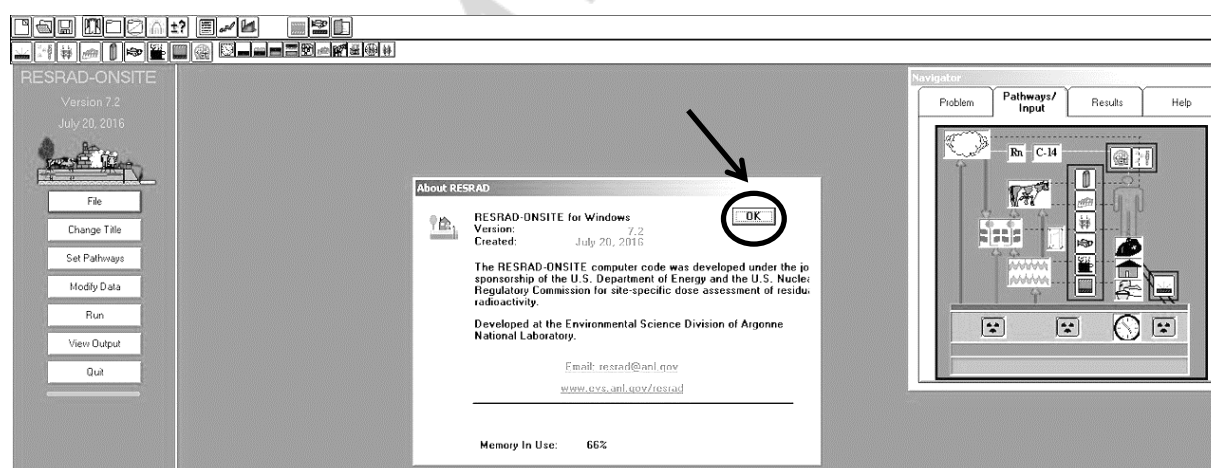 ±?
RESRAD-ONSITE
Version 7.2
July 20, 2016
File
Change Title
Set Pathways
Modify Data
Run
View Output
Quit
About RESRAD
OK
RESRAD-ONSITE for Windows
Version: 7.2
Created: July 20, 2016
The RESRAD-ONSITE computer code was developed under the jo
sponsorship of the U.S. Department of Energy and the U.S. Nuclea
Regulatory Commission for site-specific dose assessment of residu
radioactivity.
Developed at the Environmental Science Division of Argonne
National Laboratory.
Email: resrad@anl.gov
www.evs.anl.gov/resrad
Memory In Use: 66%
Navigator
Problem
Pathways/
Input
Results
Help
Rn
C-14